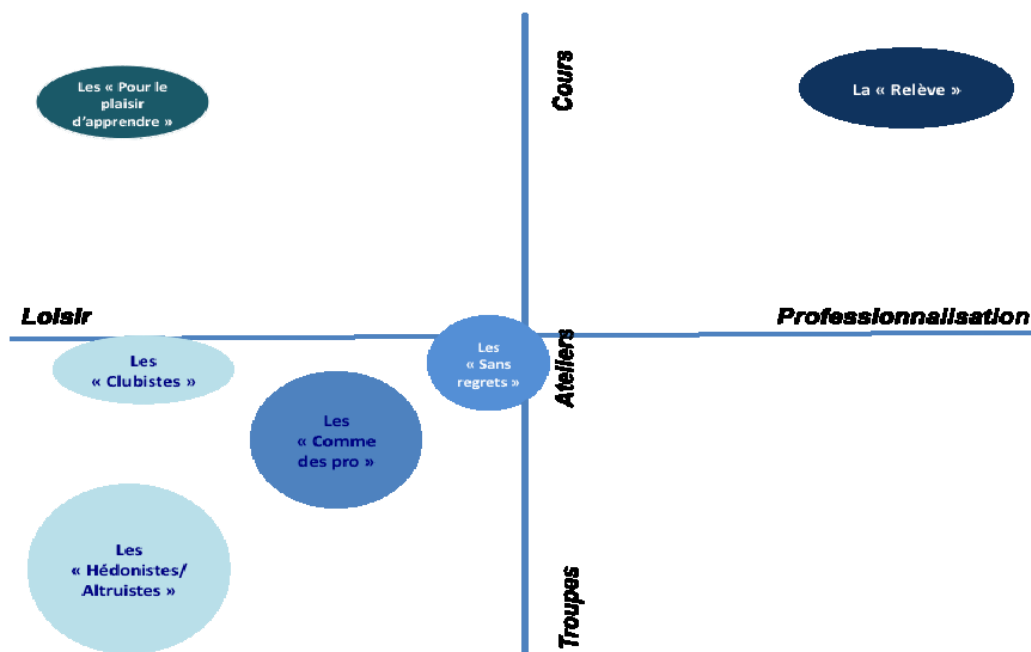 Cours
Les « Pour le
plaisir
d'apprendre »
La « Relève »
Loisir
Professionnalisation
Les
« Clubistes »
Les
« Sans
regrets »
Ateliers
Les
« Comme
des pro »
Les
« Hédonistes/
Altruistes »
Troupes